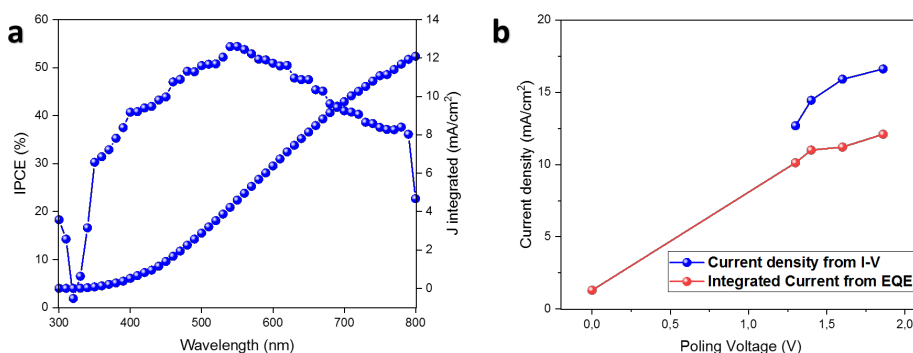 a
60
50
40
30
20
10
0
IPCE (%)
300 400 500 600 700 800
Wavelength (nm)
14
12
10
8
6
4
2
0
J integrated (mA/cm²)
b
20
15
10
5
0
Current density (mA/cm²)
Current density from I-V
Integrated Current from EQE
0,0 0,5 1,0 1,5 2,0
Poling Voltage (V)